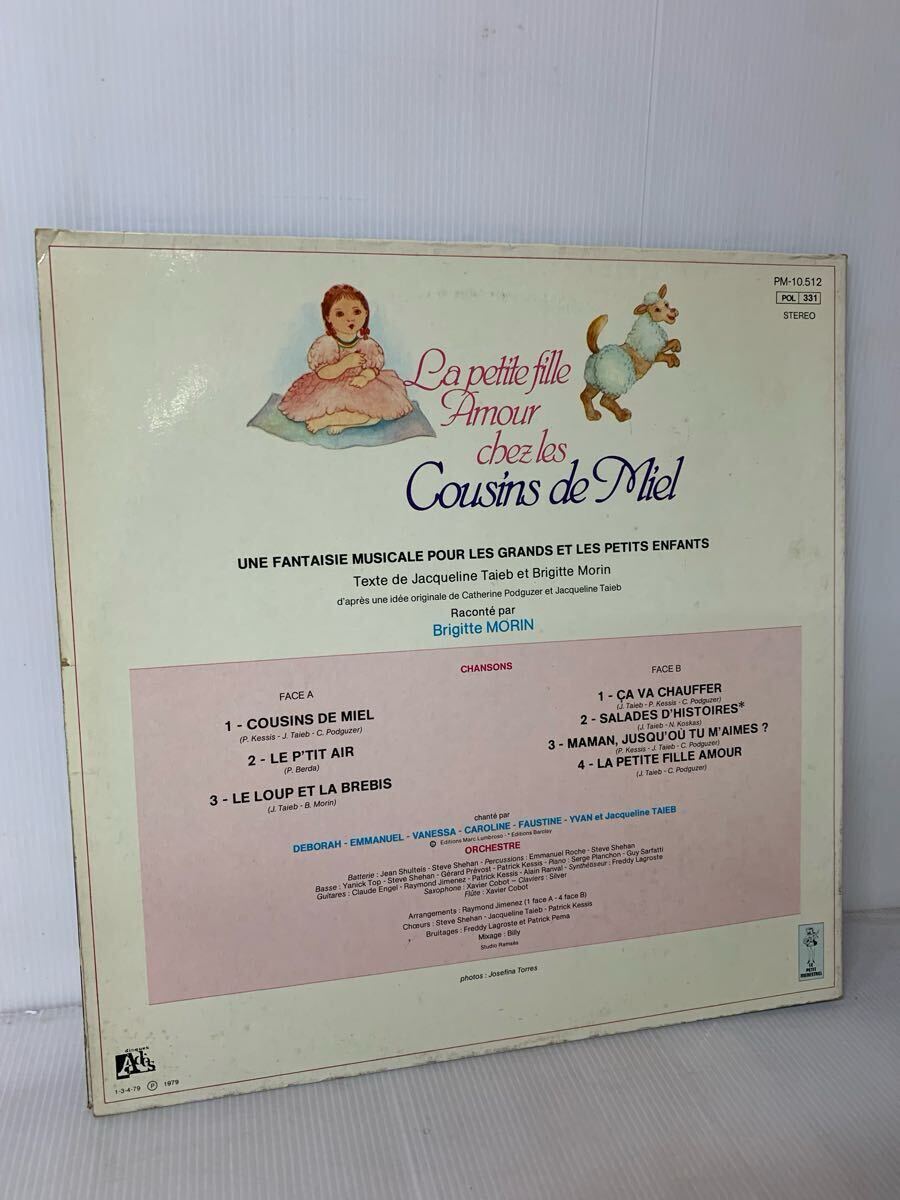 PM-10.512
POL 331
STEREO
La petite fille
Amour
chez les
Cousins de Miel
UNE FANTAISIE MUSICALE POUR LES GRANDS ET LES PETITS ENFANTS
Texte de Jacqueline Taieb et Brigitte Morin
d'après une idée originale de Catherine Podguzer et Jacqueline Taieb
Raconté par
Brigitte MORIN
CHANSONS
FACE A
1 - COUSINS DE MIEL
(P. Kessis - J. Taieb - C. Podguzer)
2 - LE P'TIT AIR
(P. Berda)
3 - LE LOUP ET LA BREBIS
(J. Taieb - B. Morin)
FACE B
1 - ÇA VA CHAUFFER
(J. Taieb - P. Kessis - C. Podguzer)
2 - SALADES D'HISTOIRES*
(J. Taieb - N. Koskas)
3 - MAMAN, JUSQU'OÙ TU M'AIMES ?
(P. Kessis - J. Taieb - C. Podguzer)
4 - LA PETITE FILLE AMOUR
(J. Taieb - C. Podguzer)
chanté par
DEBORAH - EMMANUEL - VANESSA - CAROLINE - FAUSTINE - YVAN et Jacqueline TAIEB
Editions Marc Lumbroso - * Editions Barclay
ORCHESTRE
Batterie : Jean Shulteis - Steve Shehan - Percussions : Emmanuel Roche - Steve Shehan
Basse : Yanick Top - Steve Shehan - Gérard Prévost - Patrick Kessis - Piano : Serge Planchon - Guy Sarfatti
Guitares : Claude Engel - Raymond Jimenez - Patrick Kessis - Alain Ranval - Synthétiseur : Freddy Lagroste
Saxophone : Xavier Cobot - Claviers : Silver
Flûte : Xavier Cobot
Arrangements : Raymond Jimenez (1 face A - 4 face B)
Chœurs : Steve Shehan - Jacqueline Taieb - Patrick Kessis
Bruitages : Freddy Lagroste et Patrick Pema
Mixage : Billy
Studio Ramsès
photos : Josefina Torres
LE PETIT MENESTREL
disques
Adès
1-3-4-79 Ⓟ 1979